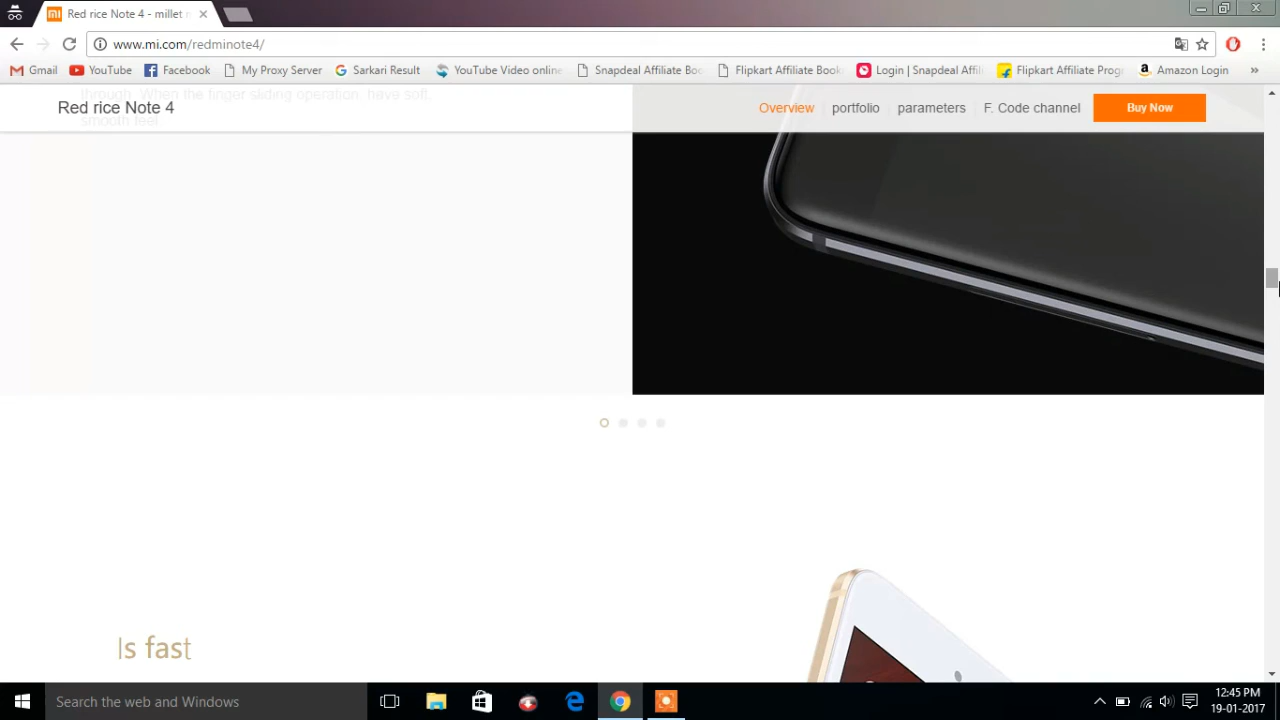 Red rice Note 4 - millet
www.mi.com/redminote4/
Gmail YouTube Facebook My Proxy Server Sarkari Result YouTube Video online Snapdeal Affiliate Bo Flipkart Affiliate Book Login | Snapdeal Affil Flipkart Affiliate Prog Amazon Login »
through. When the finger sliding operation, have soft,
smooth feel
Red rice Note 4 Overview portfolio parameters F. Code channel Buy Now
Is fast
Search the web and Windows
12:45 PM
19-01-2017